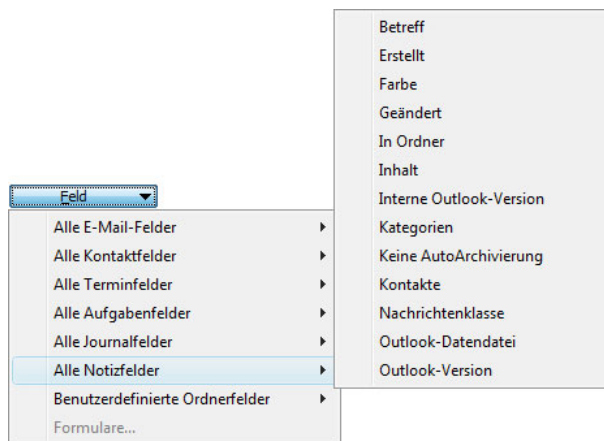 Feld
Alle E-Mail-Felder
Alle Kontaktfelder
Alle Terminfelder
Alle Aufgabenfelder
Alle Journalfelder
Alle Notizfelder
Benutzerdefinierte Ordnerfelder
Formulare...
Betreff
Erstellt
Farbe
Geändert
In Ordner
Inhalt
Interne Outlook-Version
Kategorien
Keine AutoArchivierung
Kontakte
Nachrichtenklasse
Outlook-Datendatei
Outlook-Version